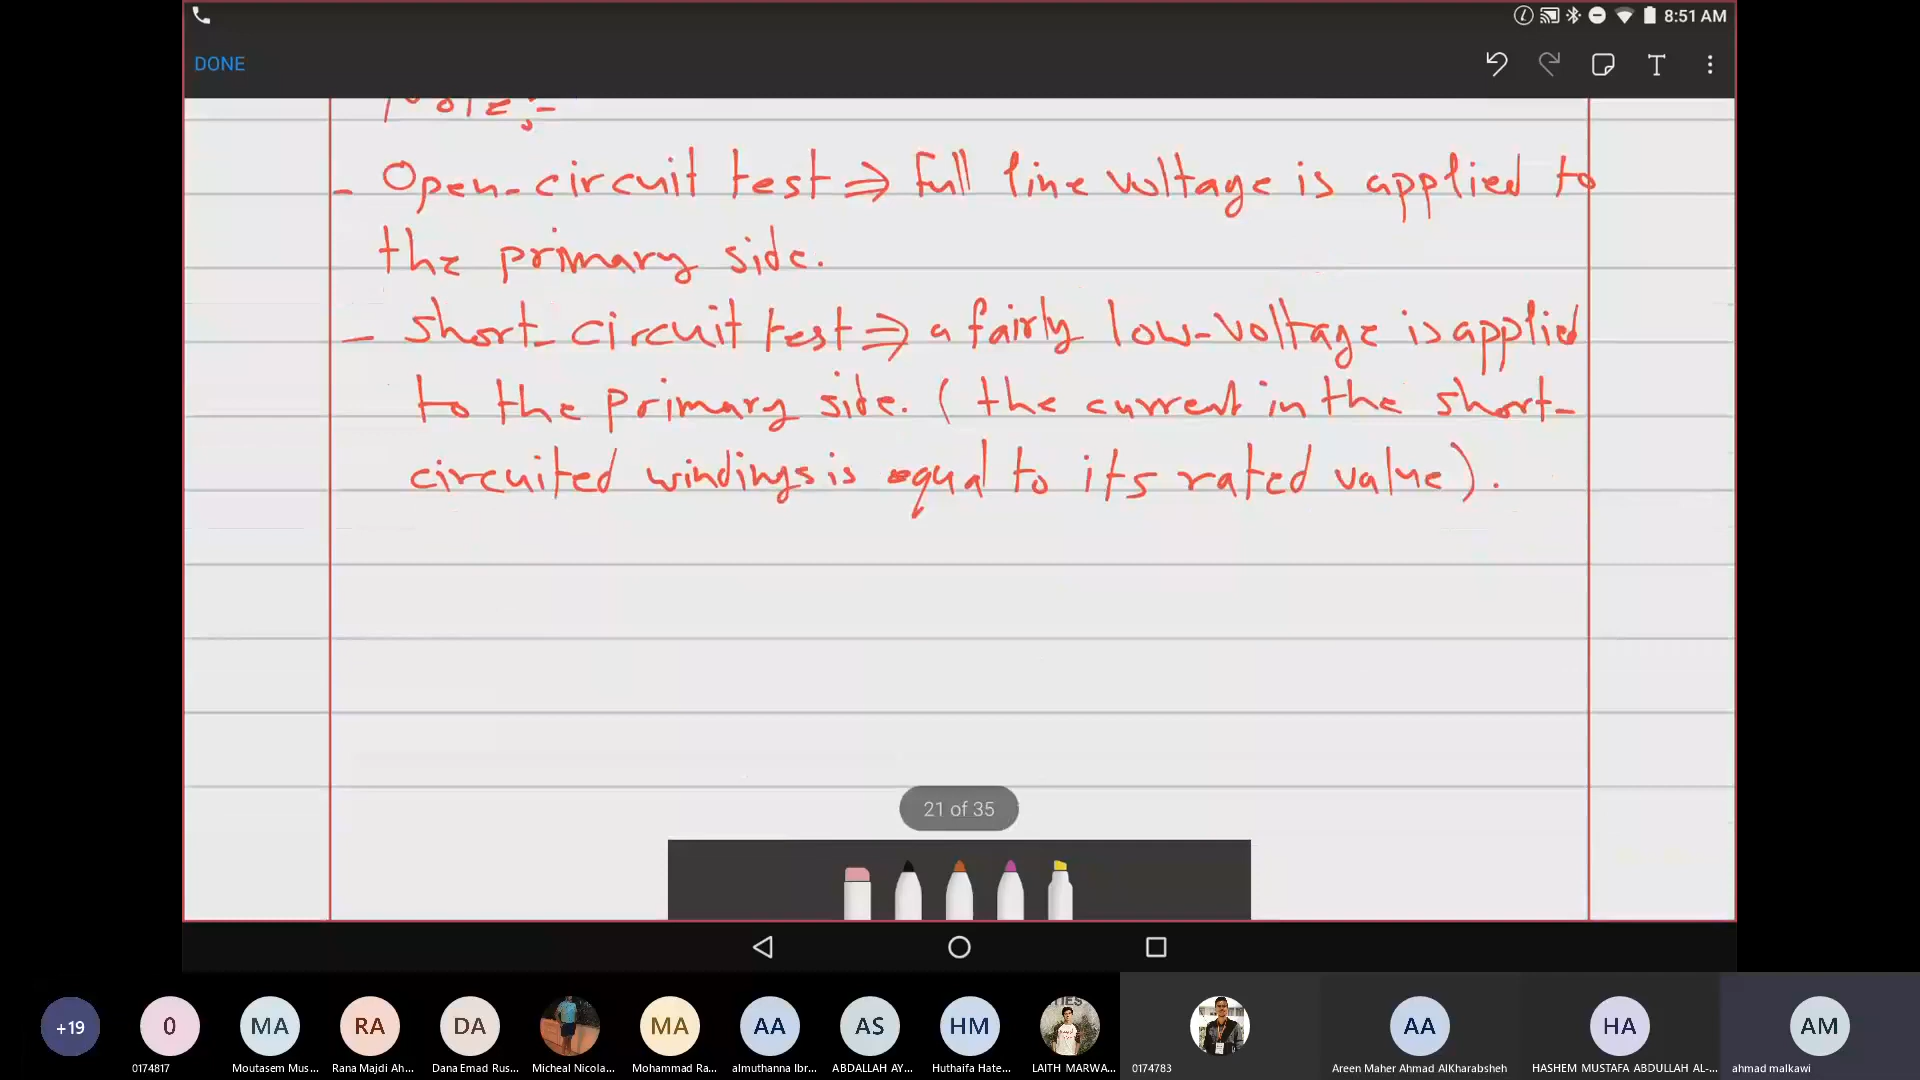 8:51 AM
DONE
Note:-
- Open-circuit test ⇒ full line voltage is applied to
the primary side.
- short-circuit test ⇒ a fairly low-voltage is applied
to the primary side. ( the current in the short-
circuited windings is equal to its rated value).
21 of 35
+19 0 MA RA DA MA AA AS HM AA HA AM
0174817 Moutasem Mus... Rana Majdi Ah... Dana Emad Rus... Micheal Nicola... Mohammad Ra... almuthanna Ibr... ABDALLAH AY... Huthaifa Hate... LAITH MARWA... 0174783 Areen Maher Ahmad AlKharabsheh HASHEM MUSTAFA ABDULLAH AL-... ahmad malkawi